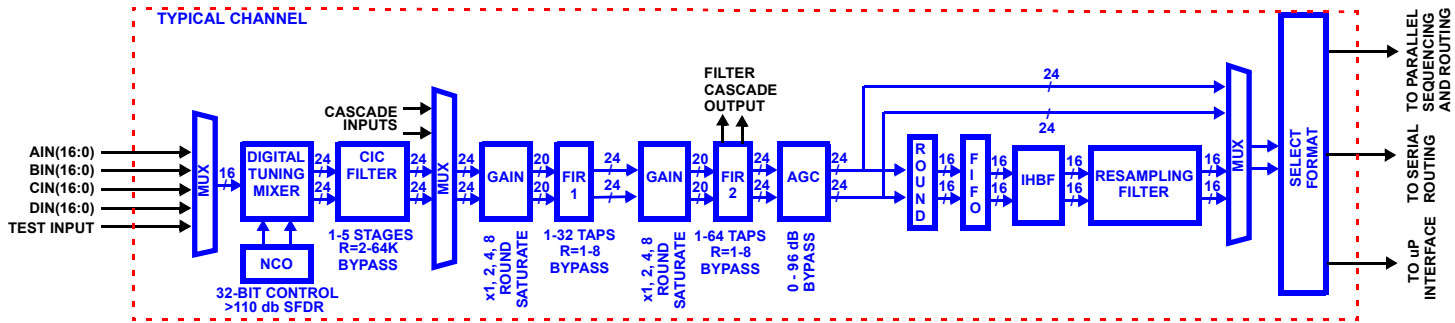 TYPICAL CHANNEL
AIN(16:0)
BIN(16:0)
CIN(16:0)
DIN(16:0)
TEST INPUT
MUX
16
DIGITAL
TUNING
MIXER
NCO
32-BIT CONTROL
>110 db SFDR
24
24
CIC
FILTER
1-5 STAGES
R=2-64K
BYPASS
24
24
CASCADE
INPUTS
MUX
24
24
GAIN
x1, 2, 4, 8
ROUND
SATURATE
20
20
FIR
1
1-32 TAPS
R=1-8
BYPASS
24
24
GAIN
x1, 2, 4, 8
ROUND
SATURATE
20
20
FILTER
CASCADE
OUTPUT
FIR
2
1-64 TAPS
R=1-8
BYPASS
24
24
AGC
0 - 96 dB
BYPASS
24
24
24
24
ROUND
16
16
FIFO
16
16
IHBF
16
16
RESAMPLING
FILTER
16
16
MUX
SELECT
FORMAT
TO PARALLEL
SEQUENCING
AND ROUTING
TO SERIAL
ROUTING
TO uP
INTERFACE